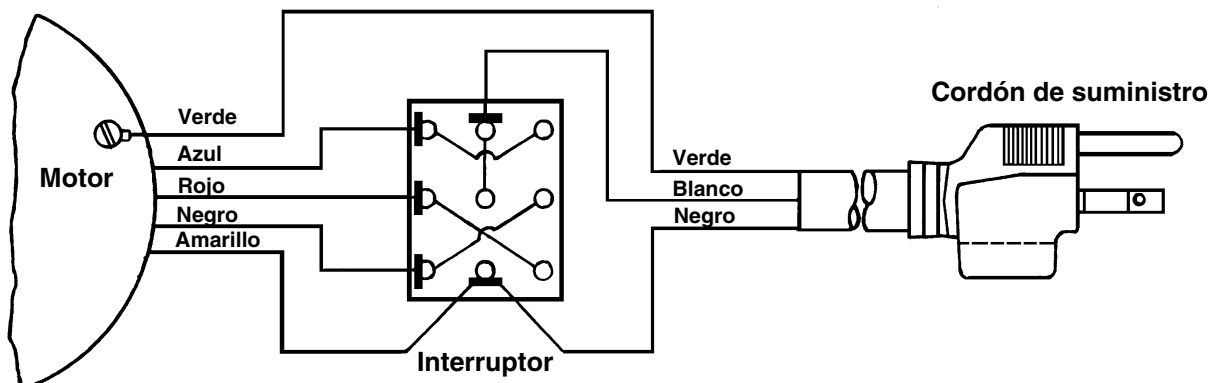 Cordón de suministro
Verde
Azul
Motor
Rojo
Negro
Amarillo
Verde
Blanco
Negro
Interruptor